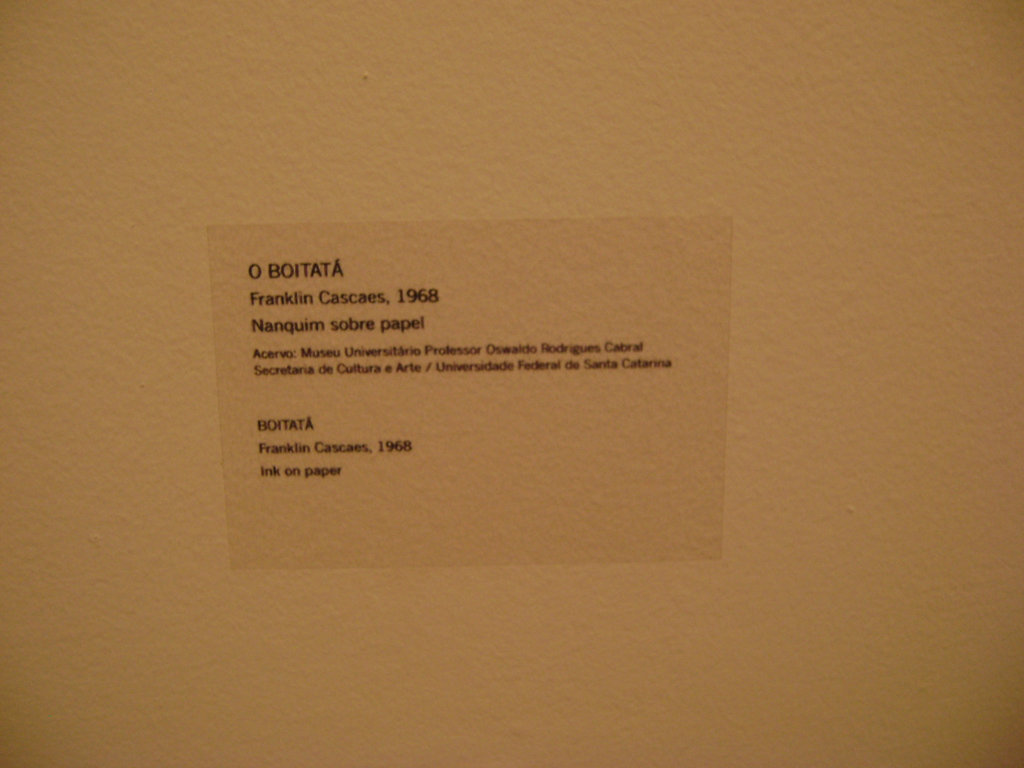 O BOITATÁ
Franklin Cascaes, 1968
Nanquim sobre papel
Acervo: Museu Universitário Professor Oswaldo Rodrigues Cabral
Secretaria de Cultura e Arte / Universidade Federal de Santa Catarina
BOITATÁ
Franklin Cascaes, 1968
Ink on paper